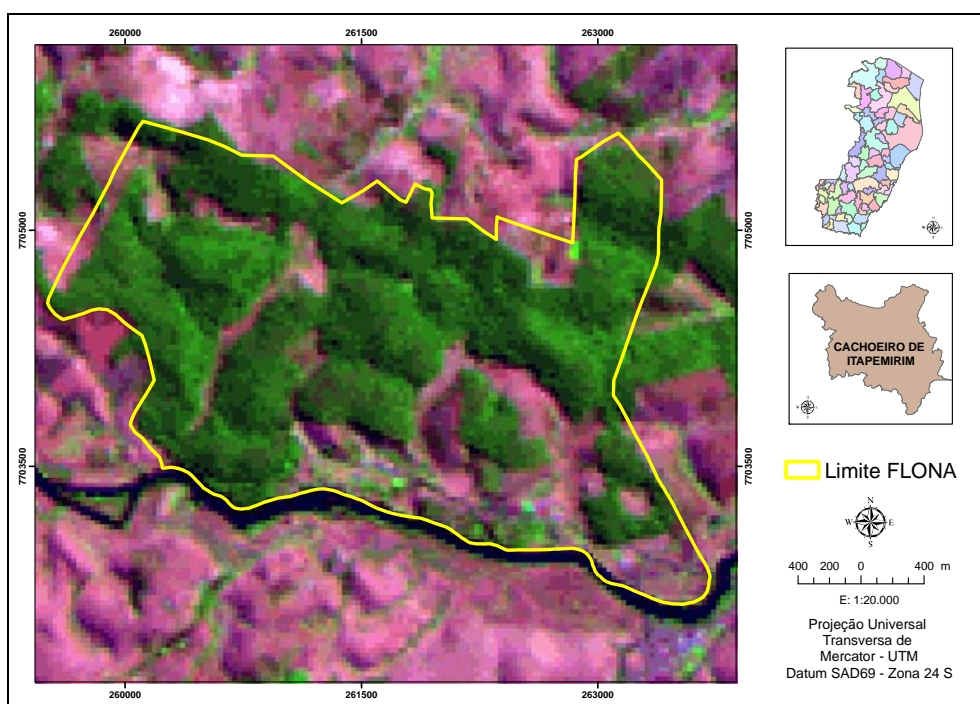 260000 261500 263000
7705000 7705000
7703500 7703500
260000 261500 263000
CACHOEIRO DE
ITAPEMIRIM
Limite FLONA
N
W E
S
400 200 0 400 m
E: 1:20.000
Projeção Universal
Transversa de
Mercator - UTM
Datum SAD69 - Zona 24 S